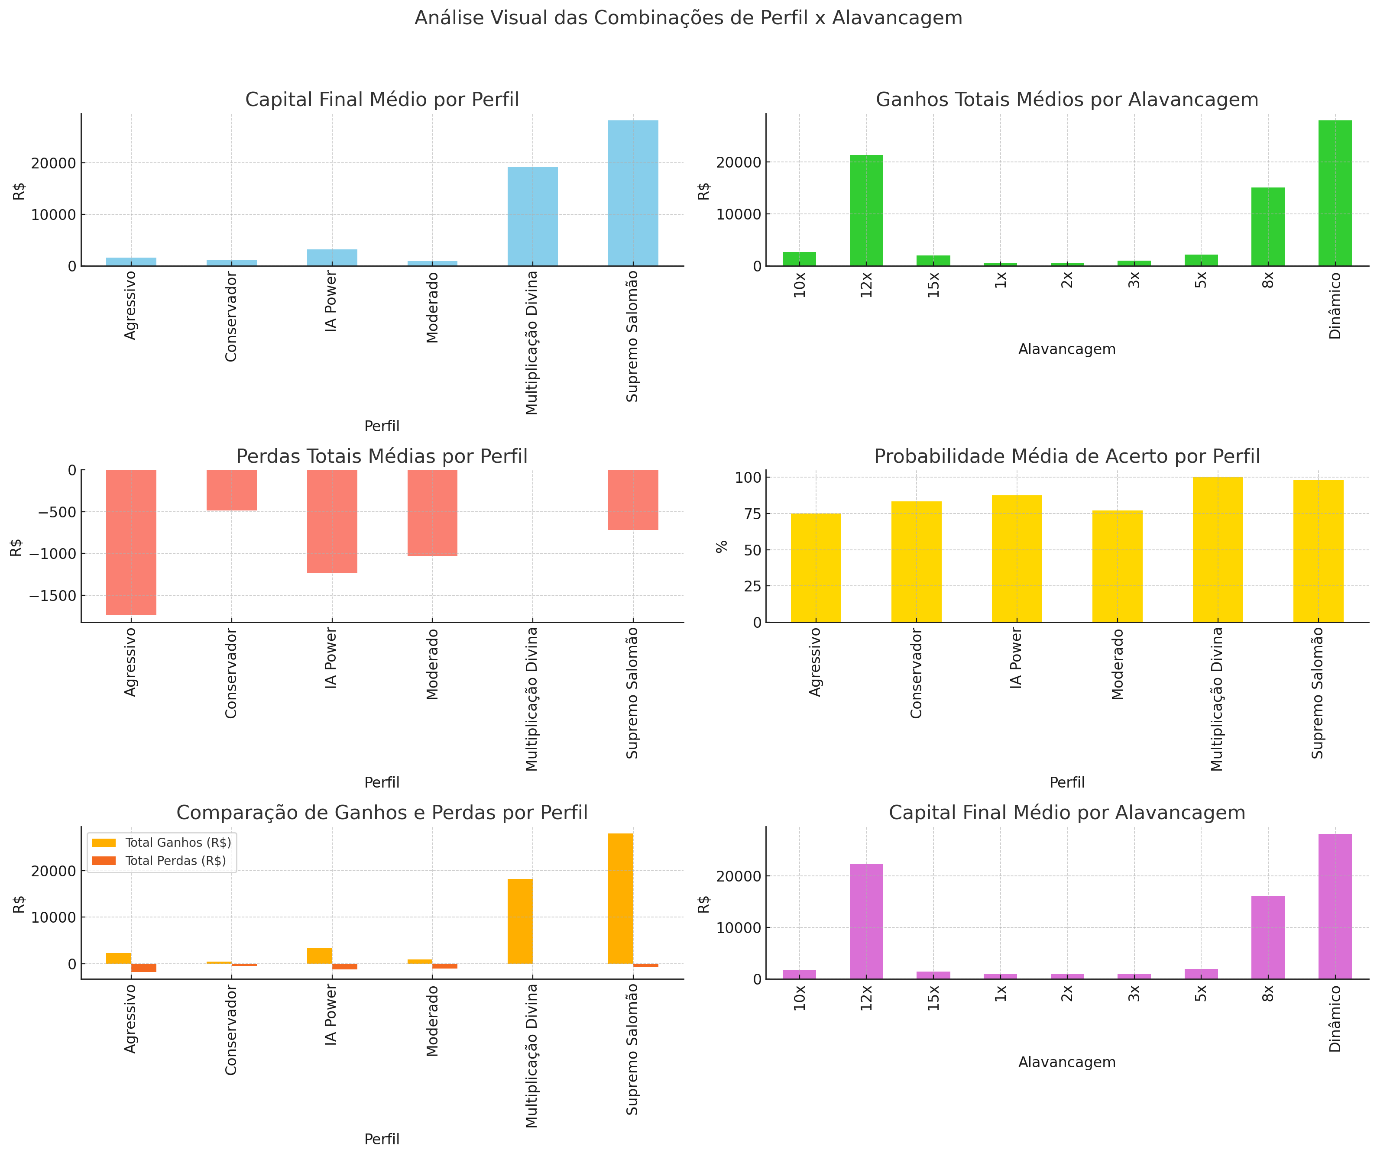 Análise Visual das Combinações de Perfil x Alavancagem
Capital Final Médio por Perfil
R$
20000
10000
0
Agressivo
Conservador
IA Power
Moderado
Multiplicação Divina
Supremo Salomão
Perfil
Ganhos Totais Médios por Alavancagem
R$
20000
10000
0
10x
12x
15x
1x
2x
3x
5x
8x
Dinâmico
Alavancagem
Perdas Totais Médias por Perfil
R$
0
−500
−1000
−1500
Agressivo
Conservador
IA Power
Moderado
Multiplicação Divina
Supremo Salomão
Perfil
Probabilidade Média de Acerto por Perfil
%
100
75
50
25
0
Agressivo
Conservador
IA Power
Moderado
Multiplicação Divina
Supremo Salomão
Perfil
Comparação de Ganhos e Perdas por Perfil
Total Ganhos (R$)
Total Perdas (R$)
R$
20000
10000
0
Agressivo
Conservador
IA Power
Moderado
Multiplicação Divina
Supremo Salomão
Perfil
Capital Final Médio por Alavancagem
R$
20000
10000
0
10x
12x
15x
1x
2x
3x
5x
8x
Dinâmico
Alavancagem